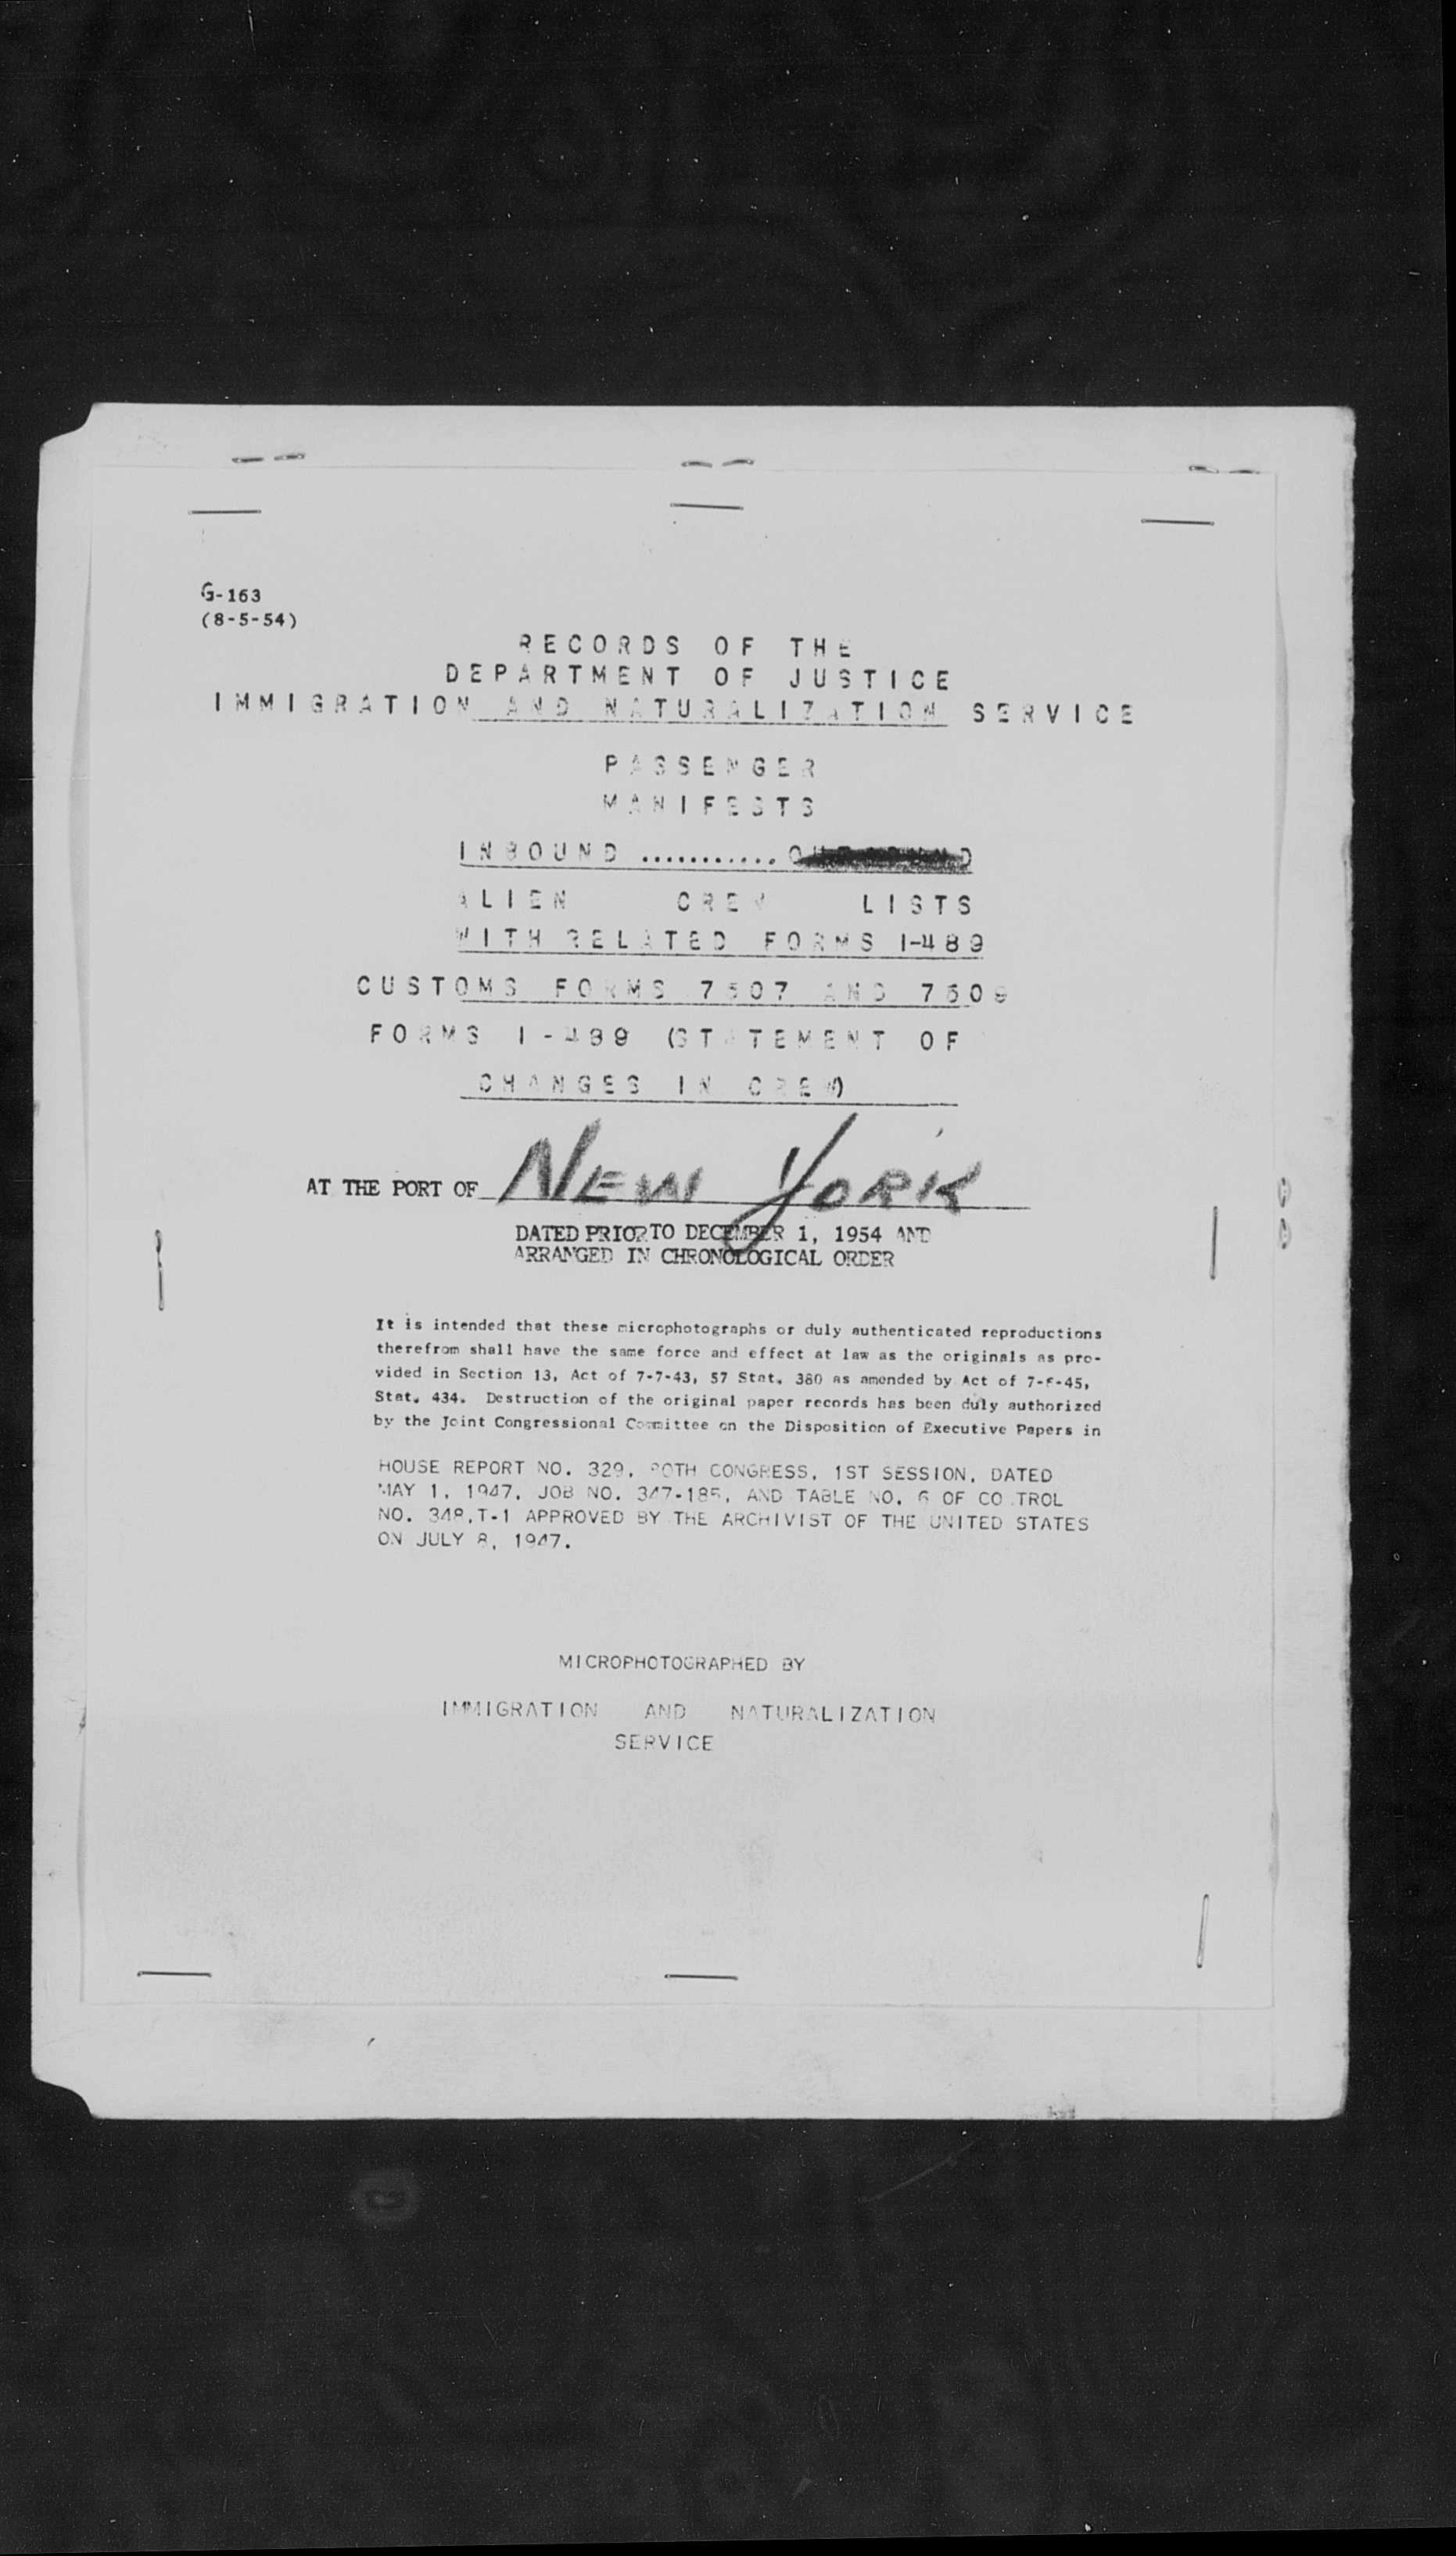 G-163
(8-5-54)
RECORDS OF THE
DEPARTMENT OF JUSTICE
IMMIGRATION AND NATURALIZATION SERVICE
PASSENGER
MANIFESTS
INBOUND ...........
ALIEN CREW LISTS
WITH RELATED FORMS I-489
CUSTOMS FORMS 7507 AND
FORMS I-489 (STATEMENT OF
CHANGES IN CREW)
AT THE PORT OF NEW YORK
DATED PRIOR TO DECEMBER 1, 1954 AND
ARRANGED IN CHRONOLOGICAL ORDER
It is intended that these microphotographs or duly authenticated reproductions
therefrom shall have the same force and effect at law as the originals as pro-
vided in Section 13, Act of 7-7-43, 57 Stat. 380 as amended by Act of
Stat. 434. Destruction of the original paper records has been duly authorized
by the Joint Congressional Committee on the Disposition of Executive Papers in
HOUSE REPORT NO. 329, 80TH CONGRESS, 1ST SESSION, DATED
MAY 1, 1947, JOB NO. 347-185, AND TABLE NO. 6 OF CO TROL
NO. 348,T-1 APPROVED BY THE ARCHIVIST OF THE UNITED STATES
ON JULY 8, 1947.
MICROPHOTOGRAPHED BY
IMMIGRATION AND NATURALIZATION
SERVICE